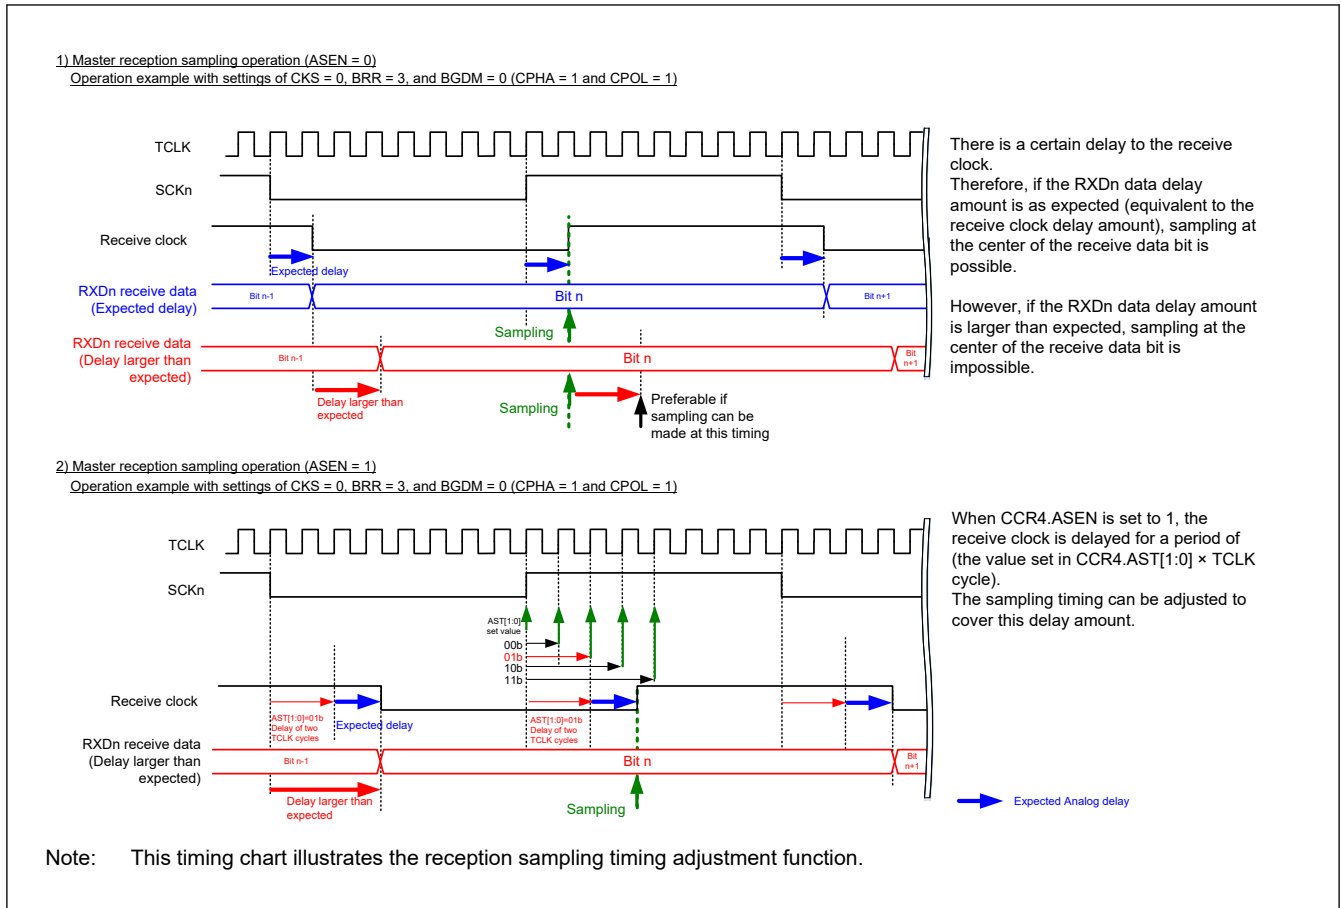 1) Master reception sampling operation (ASEN = 0)
Operation example with settings of CKS = 0, BRR = 3, and BGDM = 0 (CPHA = 1 and CPOL = 1)
TCLK
SCKn
Receive clock
Expected delay
RXDn receive data
(Expected delay)
Bit n-1
Bit n
Bit n+1
Sampling
RXDn receive data
(Delay larger than
expected)
Bit n-1
Bit n
Bit
n+1
Delay larger than
expected
Sampling
Preferable if
sampling can be
made at this timing
There is a certain delay to the receive
clock.
Therefore, if the RXDn data delay
amount is as expected (equivalent to the
receive clock delay amount), sampling at
the center of the receive data bit is
possible.
However, if the RXDn data delay amount
is larger than expected, sampling at the
center of the receive data bit is
impossible.
2) Master reception sampling operation (ASEN = 1)
Operation example with settings of CKS = 0, BRR = 3, and BGDM = 0 (CPHA = 1 and CPOL = 1)
TCLK
SCKn
AST[1:0]
set value
00b
01b
10b
11b
Receive clock
AST[1:0]=01b
Delay of two
TCLK cycles
Expected delay
AST[1:0]=01b
Delay of two
TCLK cycles
RXDn receive data
(Delay larger than
expected)
Bit n-1
Bit n
Bit
n+1
Delay larger than
expected
Sampling
When CCR4.ASEN is set to 1, the
receive clock is delayed for a period of
(the value set in CCR4.AST[1:0] × TCLK
cycle).
The sampling timing can be adjusted to
cover this delay amount.
Expected Analog delay
Note: This timing chart illustrates the reception sampling timing adjustment function.